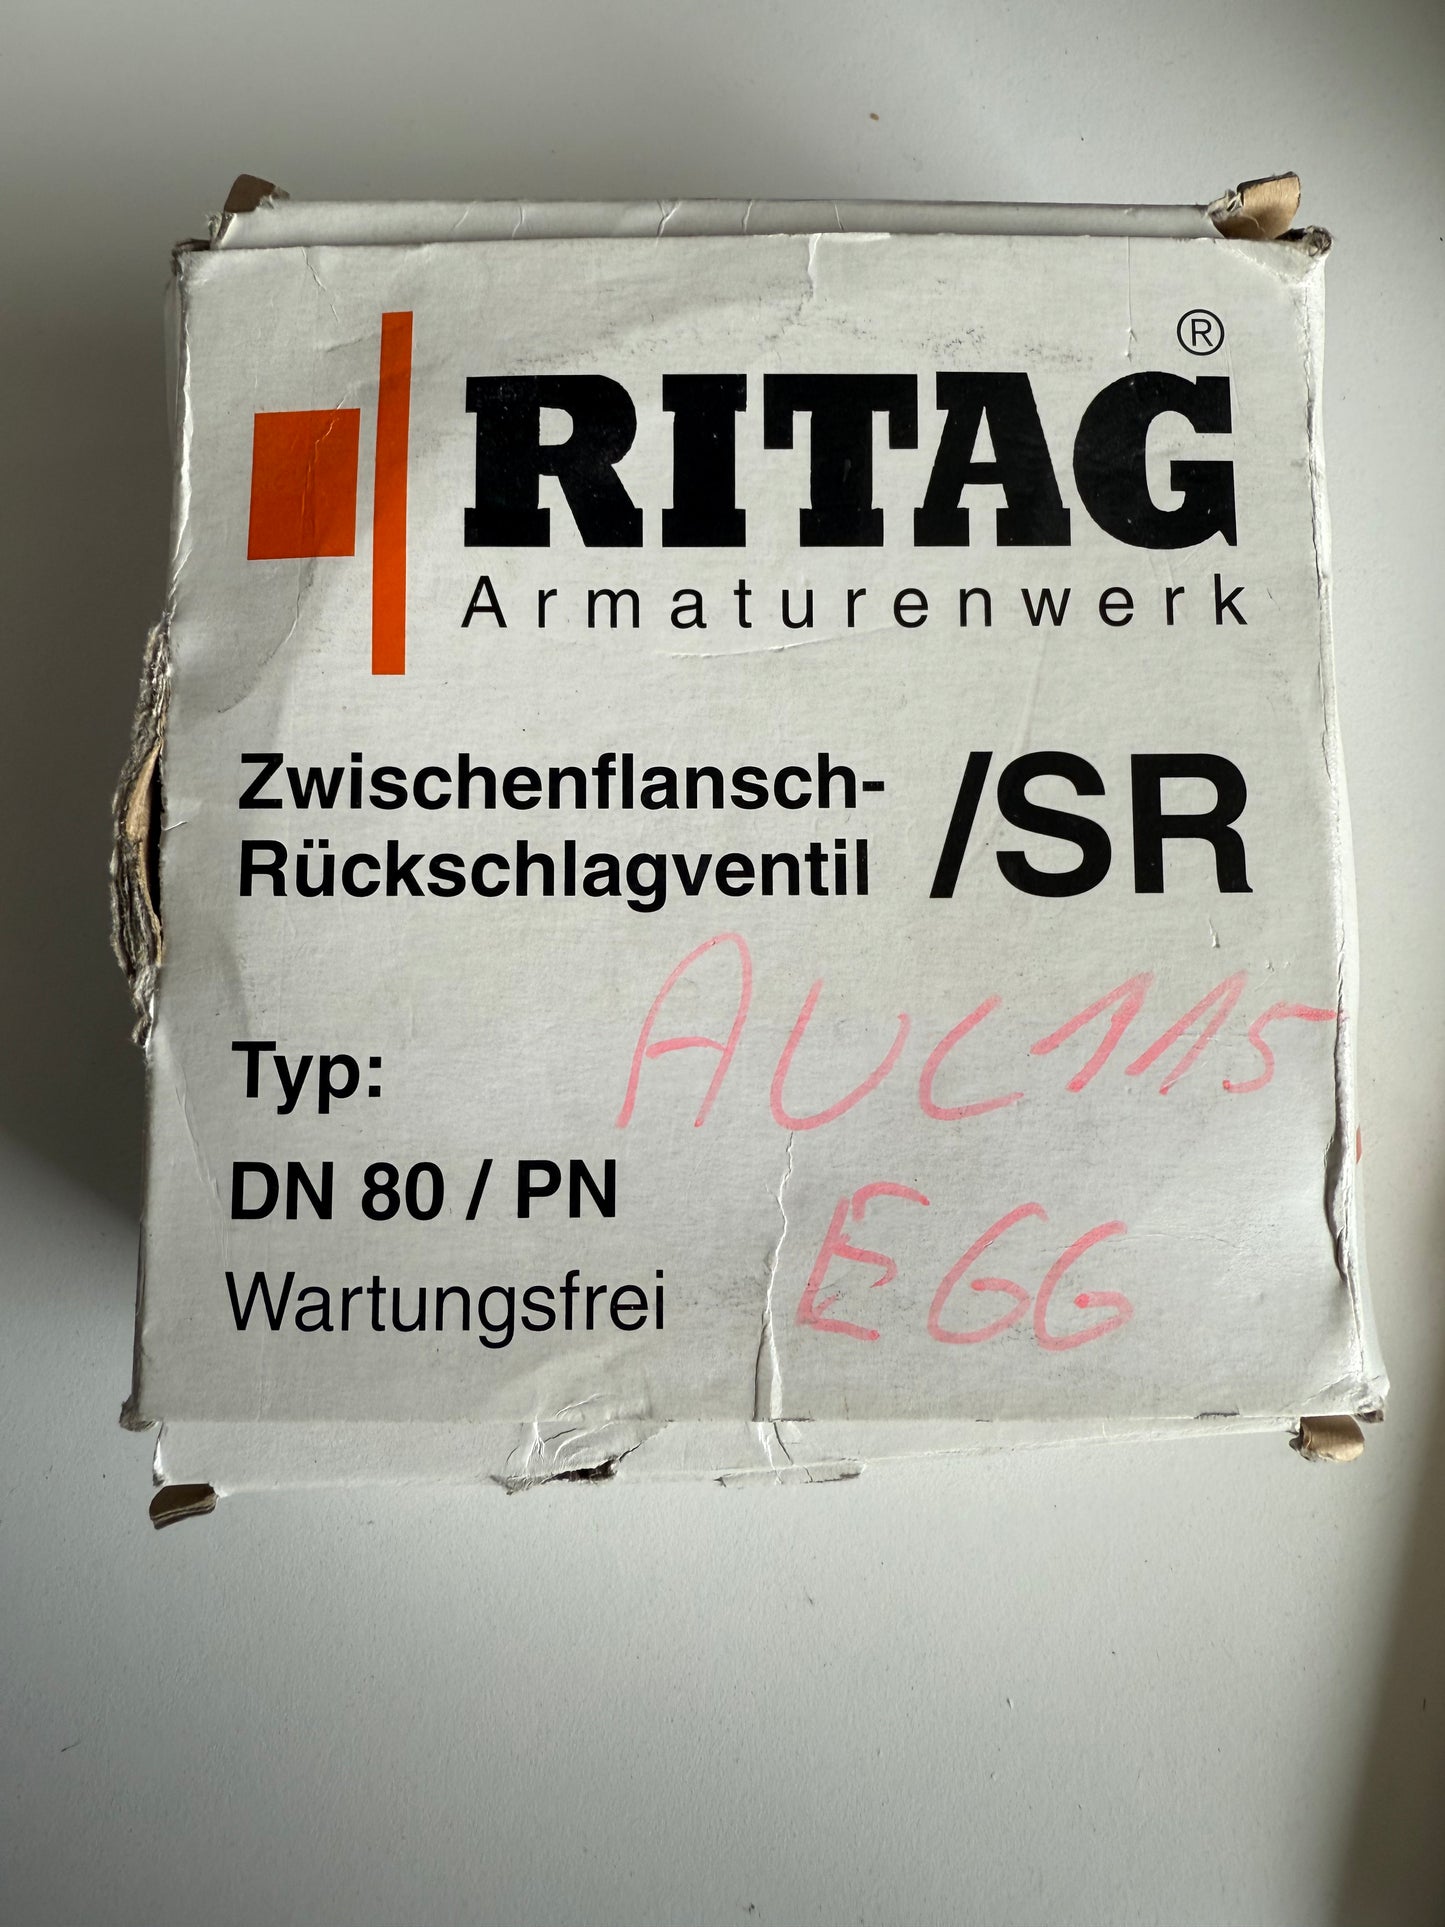 RITAG®
Armaturenwerk
Zwischenflansch-
Rückschlagventil /SR
AUC115
Typ:
DN 80 / PN
EGG
Wartungsfrei